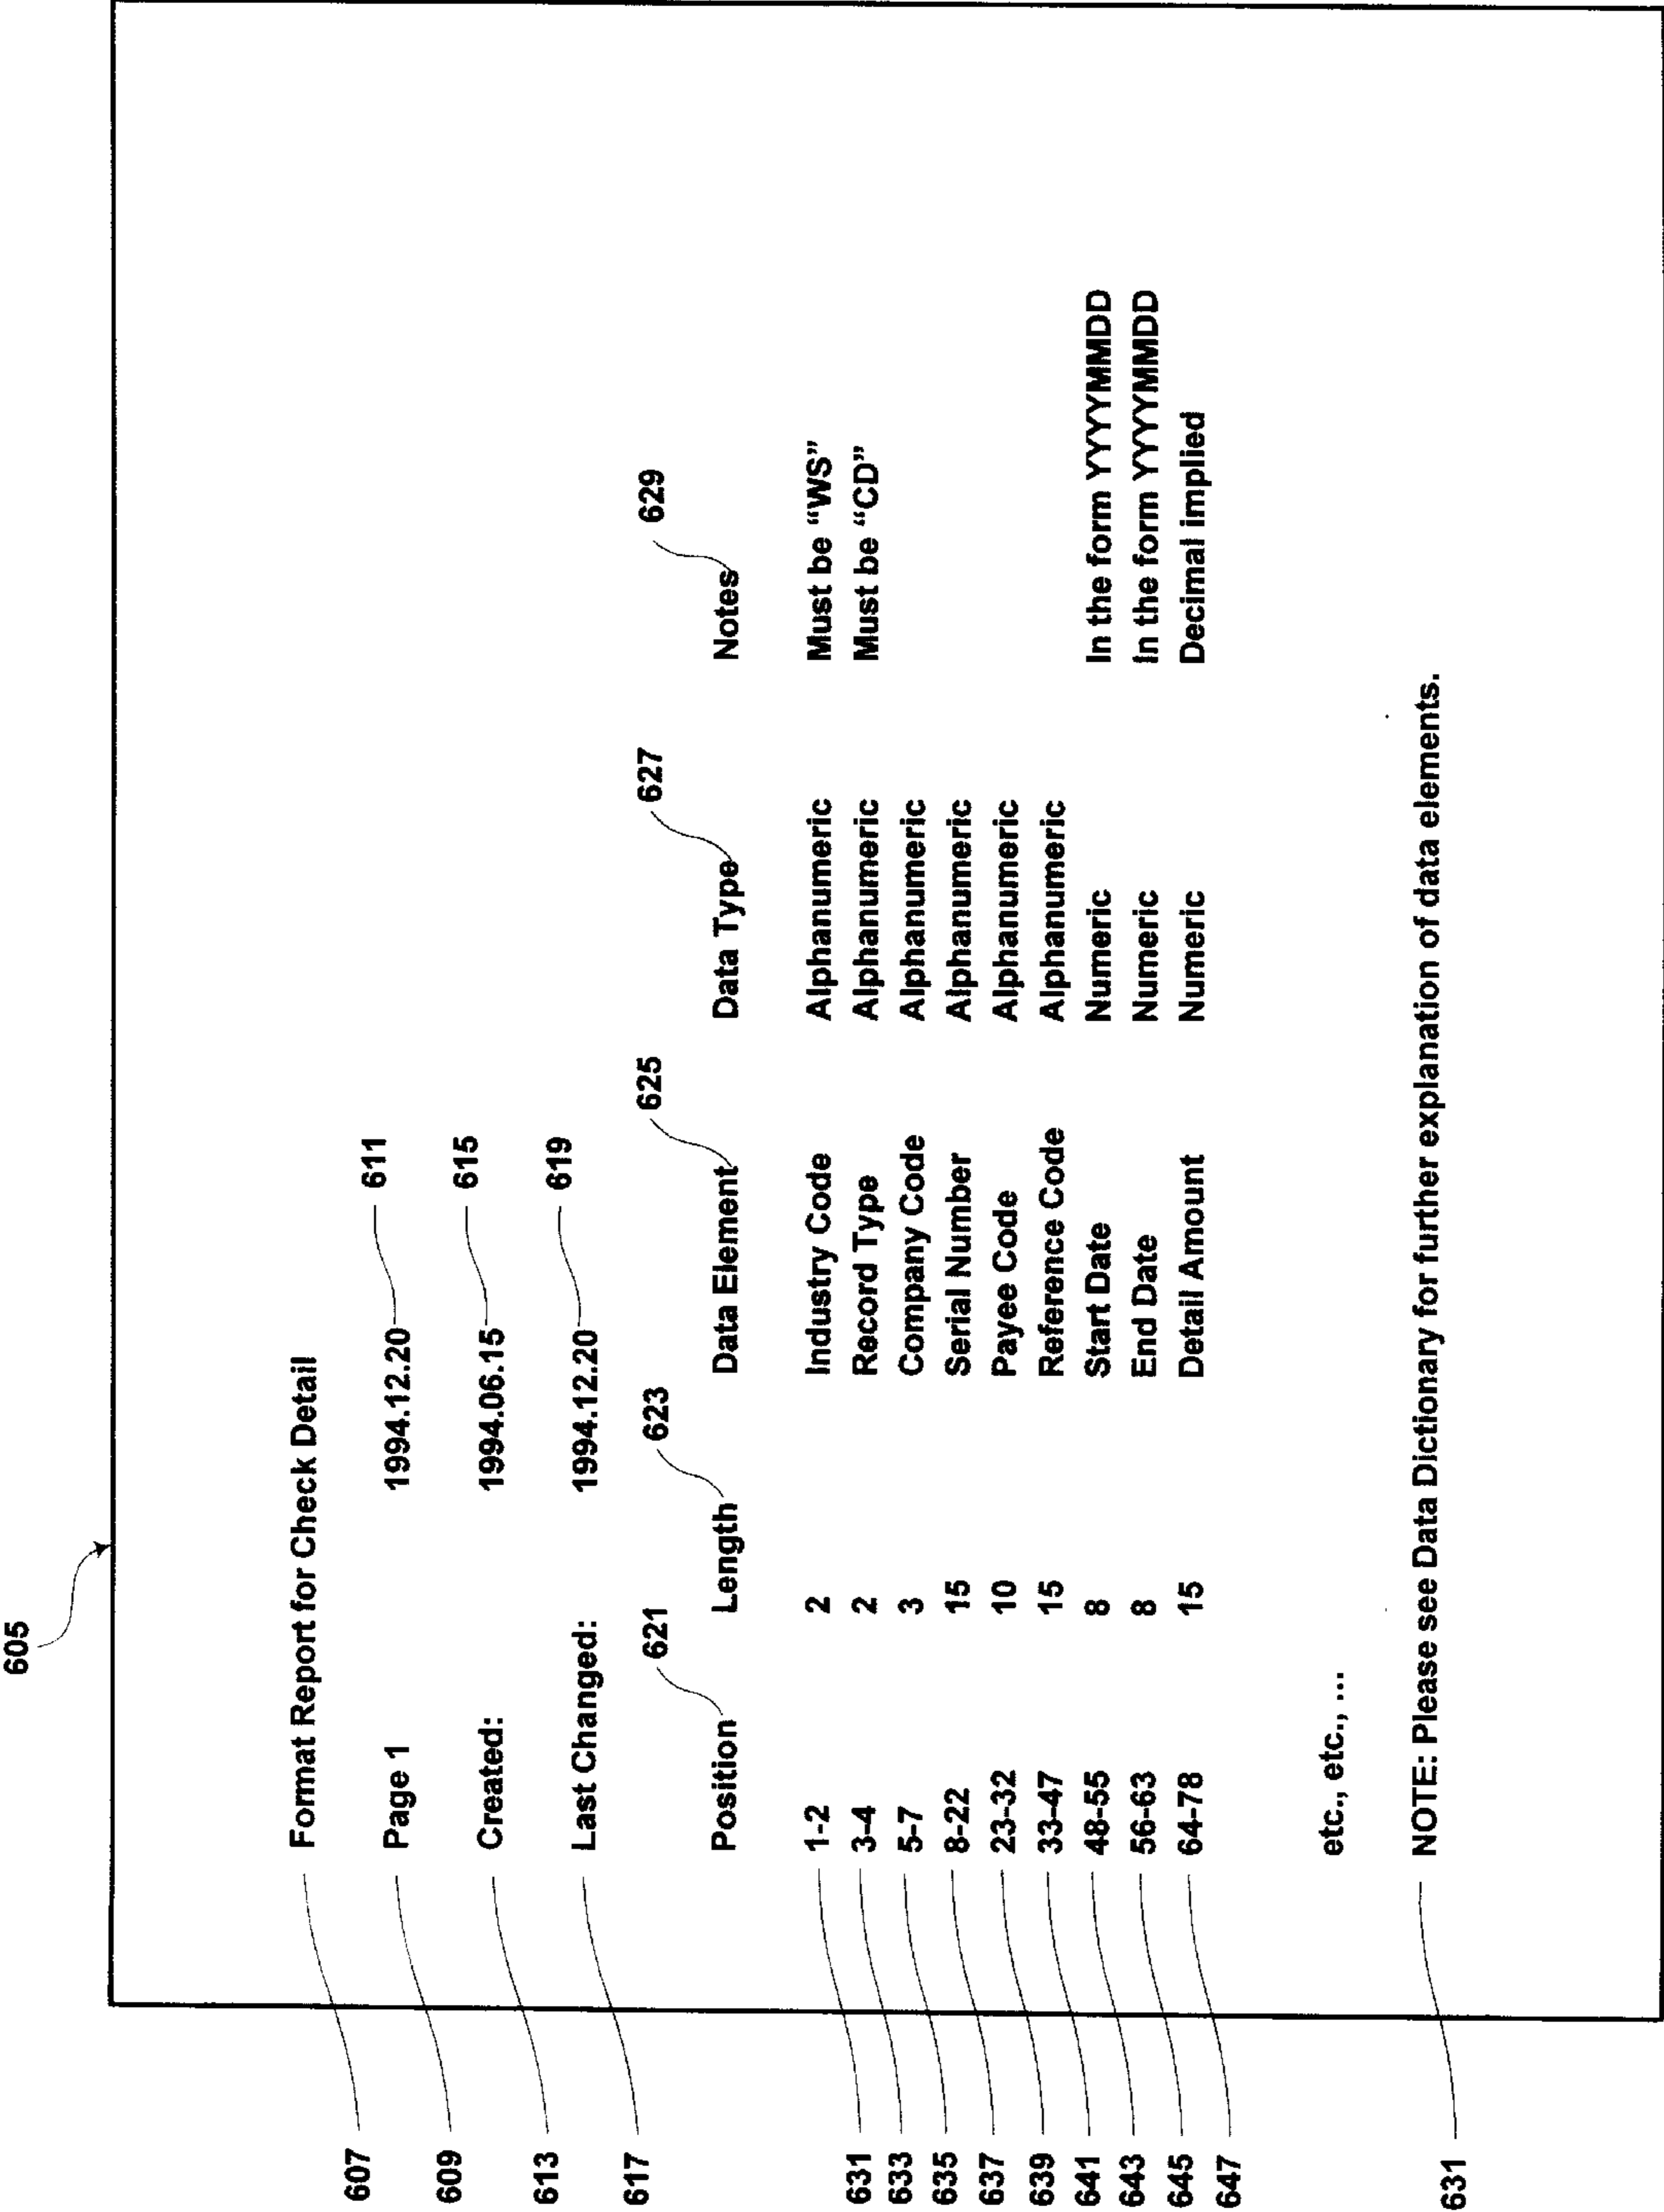 605
607 Format Report for Check Detail
609 Page 1 1994.12.20 611
613 Created: 1994.06.15 615
617 Last Changed: 1994.12.20 619
621 623 625 627 629
Position Length Data Element Data Type Notes
631 1-2 2 Industry Code Alphanumeric Must be “WS”
633 3-4 2 Record Type Alphanumeric Must be “CD”
635 5-7 3 Company Code Alphanumeric
637 8-22 15 Serial Number Alphanumeric
639 23-32 10 Payee Code Alphanumeric
641 33-47 15 Reference Code Alphanumeric
643 48-55 8 Start Date Numeric In the form YYYYMMDD
645 56-63 8 End Date Numeric In the form YYYYMMDD
647 64-78 15 Detail Amount Numeric Decimal implied
etc., etc., ...
631 NOTE: Please see Data Dictionary for further explanation of data elements.